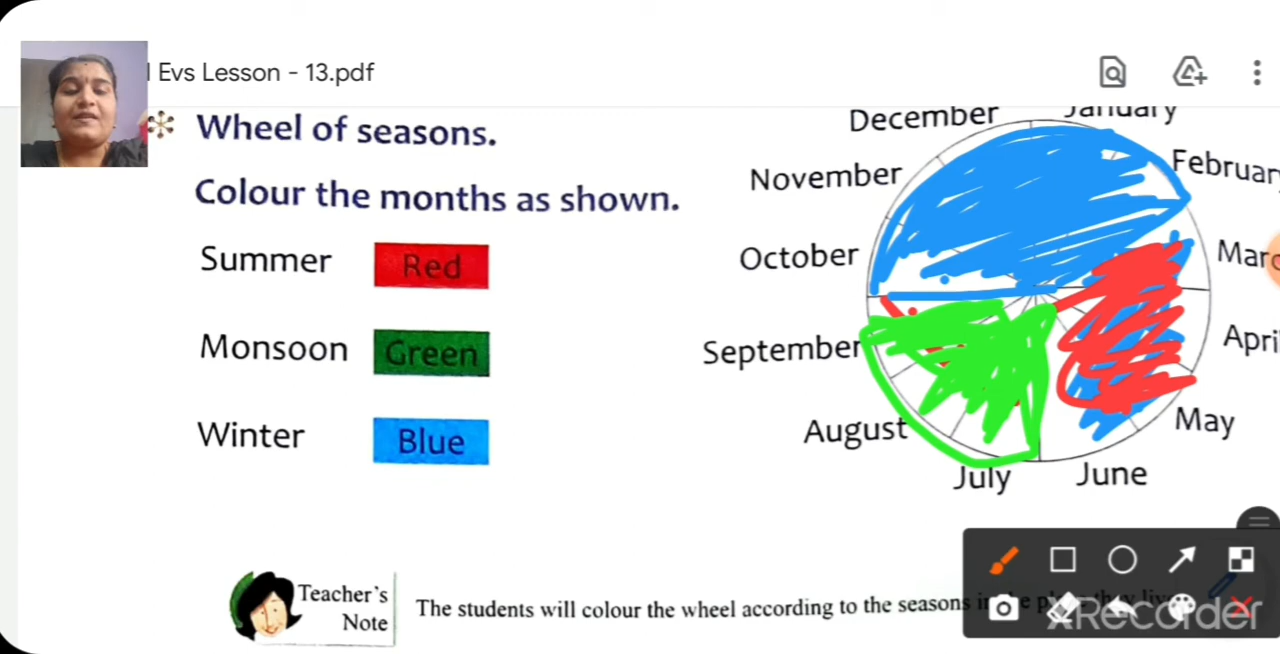 Evs Lesson - 13.pdf
Wheel of seasons.
Colour the months as shown.
Summer Red
Monsoon Green
Winter Blue
December
January
November
February
October
September
August
May
July
June
Teacher's
Note
The students will colour the wheel according to the seasons
XRecorder